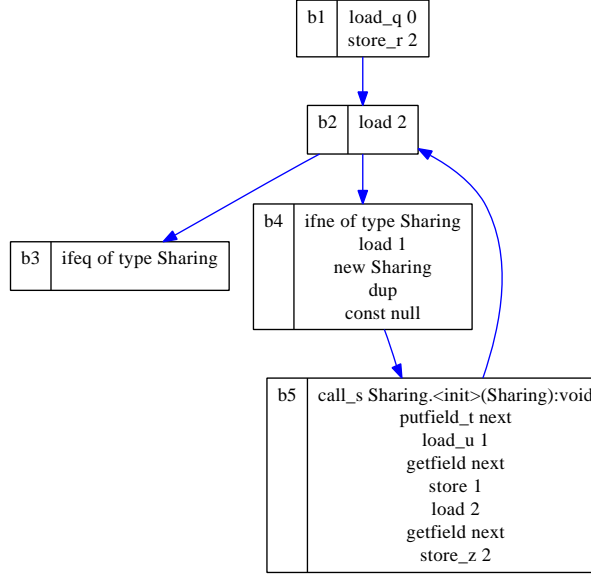 b1
load_q 0
store_r 2
b2
load 2
b3
ifeq of type Sharing
b4
ifne of type Sharing
load 1
new Sharing
dup
const null
b5
call_s Sharing.<init>(Sharing):void
putfield_t next
load_u 1
getfield next
store 1
load 2
getfield next
store_z 2